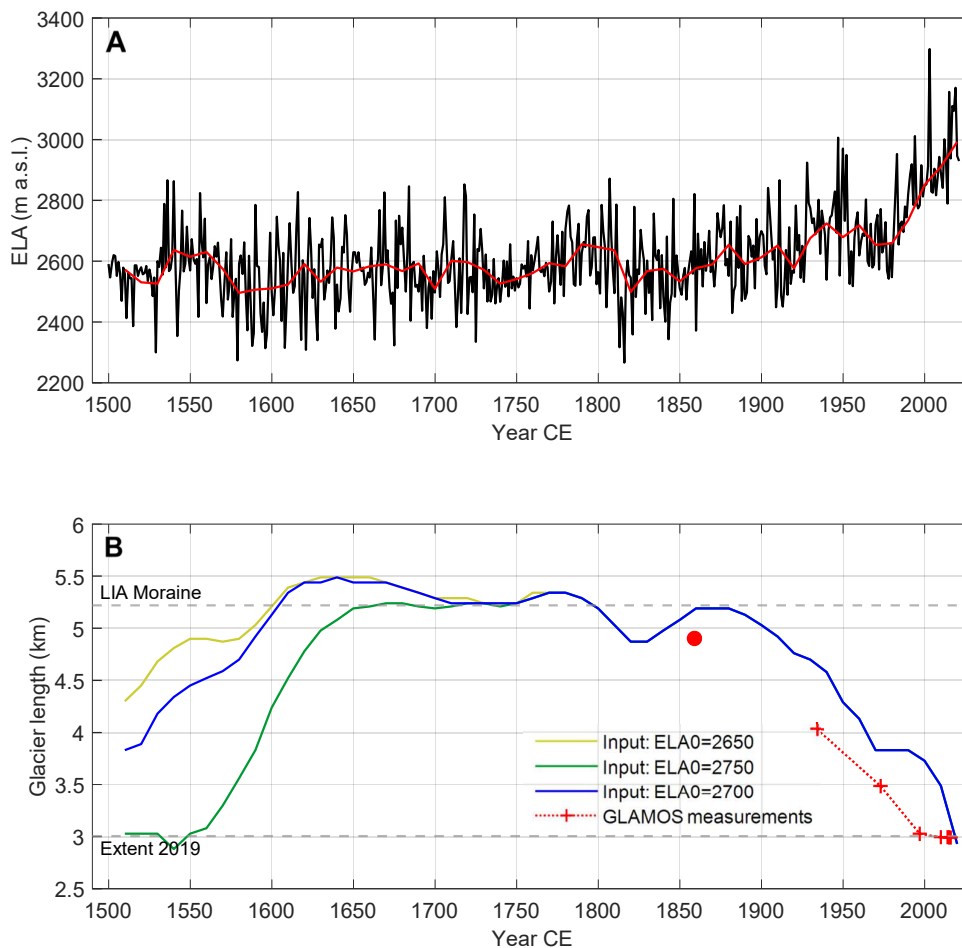 A
3400
3200
3000
2800
2600
2400
2200
ELA (m a.s.l.)
1500 1550 1600 1650 1700 1750 1800 1850 1900 1950 2000
Year CE
B
6
5.5
5
4.5
4
3.5
3
2.5
Glacier length (km)
LIA Moraine
Input: ELA0=2650
Input: ELA0=2750
Input: ELA0=2700
GLAMOS measurements
Extent 2019
1500 1550 1600 1650 1700 1750 1800 1850 1900 1950 2000
Year CE